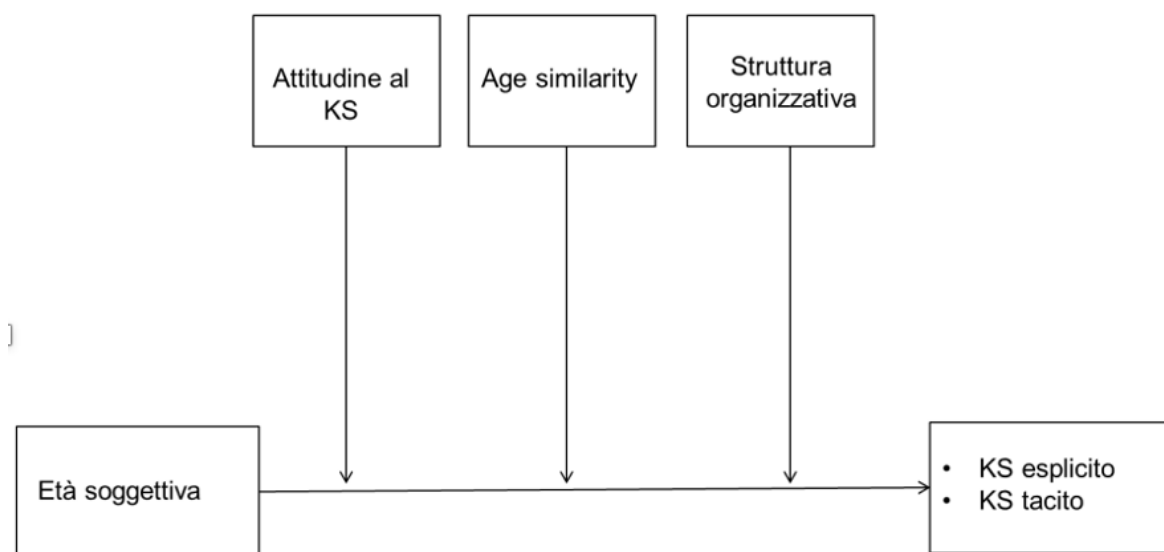 Attitudine al
KS
Age similarity
Struttura
organizzativa
Età soggettiva
• KS esplicito
• KS tacito